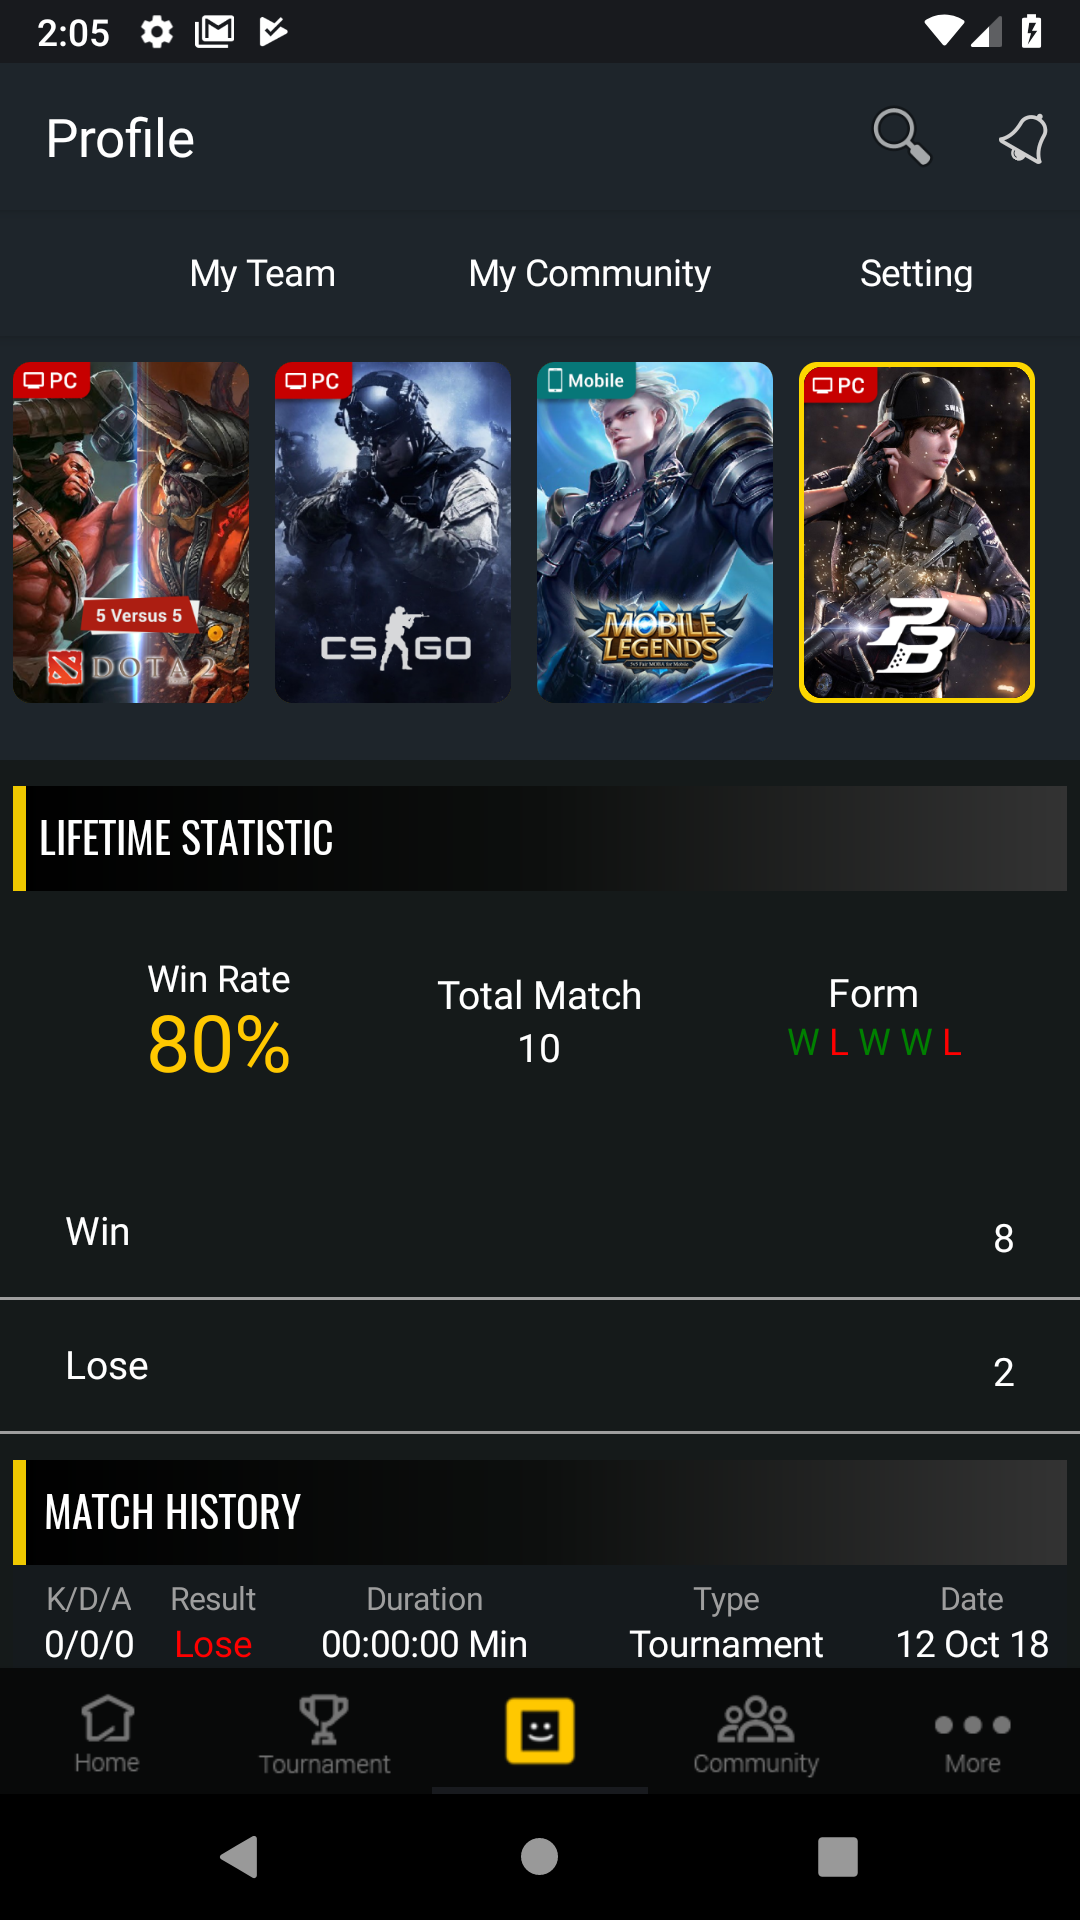 2:05
Profile
My Team My Community Setting
PC PC Mobile PC
5 Versus 5
DOTA 2
CS GO
MOBILE
LEGENDS
PB
LIFETIME STATISTIC
Win Rate Total Match Form
80% 10 W L W W L
Win 8
Lose 2
MATCH HISTORY
K/D/A Result Duration Type Date
0/0/0 Lose 00:00:00 Min Tournament 12 Oct 18
Home Tournament Community More